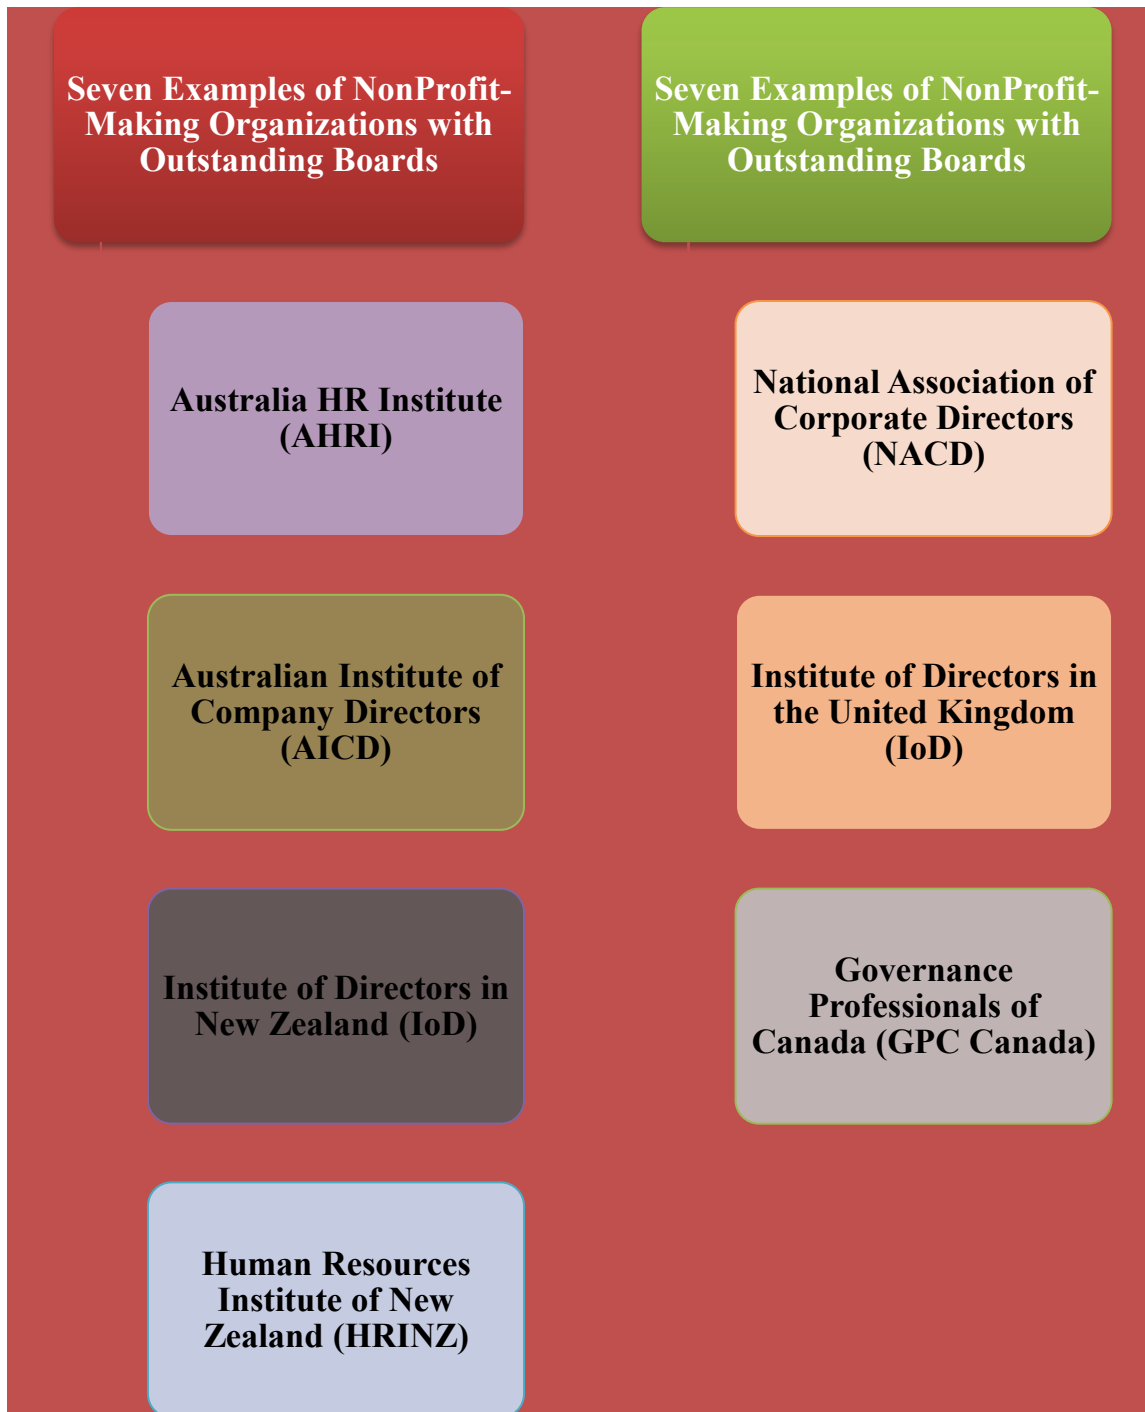 Seven Examples of NonProfit-
Making Organizations with
Outstanding Boards
Australia HR Institute
(AHRI)
Australian Institute of
Company Directors
(AICD)
Institute of Directors in
New Zealand (IoD)
Human Resources
Institute of New
Zealand (HRINZ)
Seven Examples of NonProfit-
Making Organizations with
Outstanding Boards
National Association of
Corporate Directors
(NACD)
Institute of Directors in
the United Kingdom
(IoD)
Governance
Professionals of
Canada (GPC Canada)